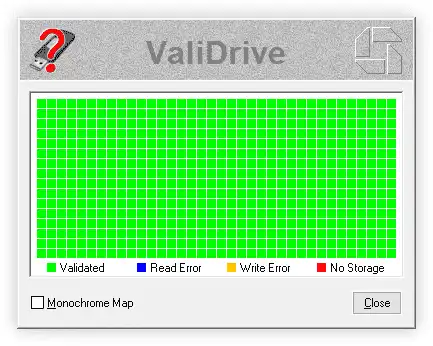 ValiDrive
Validated Read Error Write Error No Storage
Monochrome Map Close